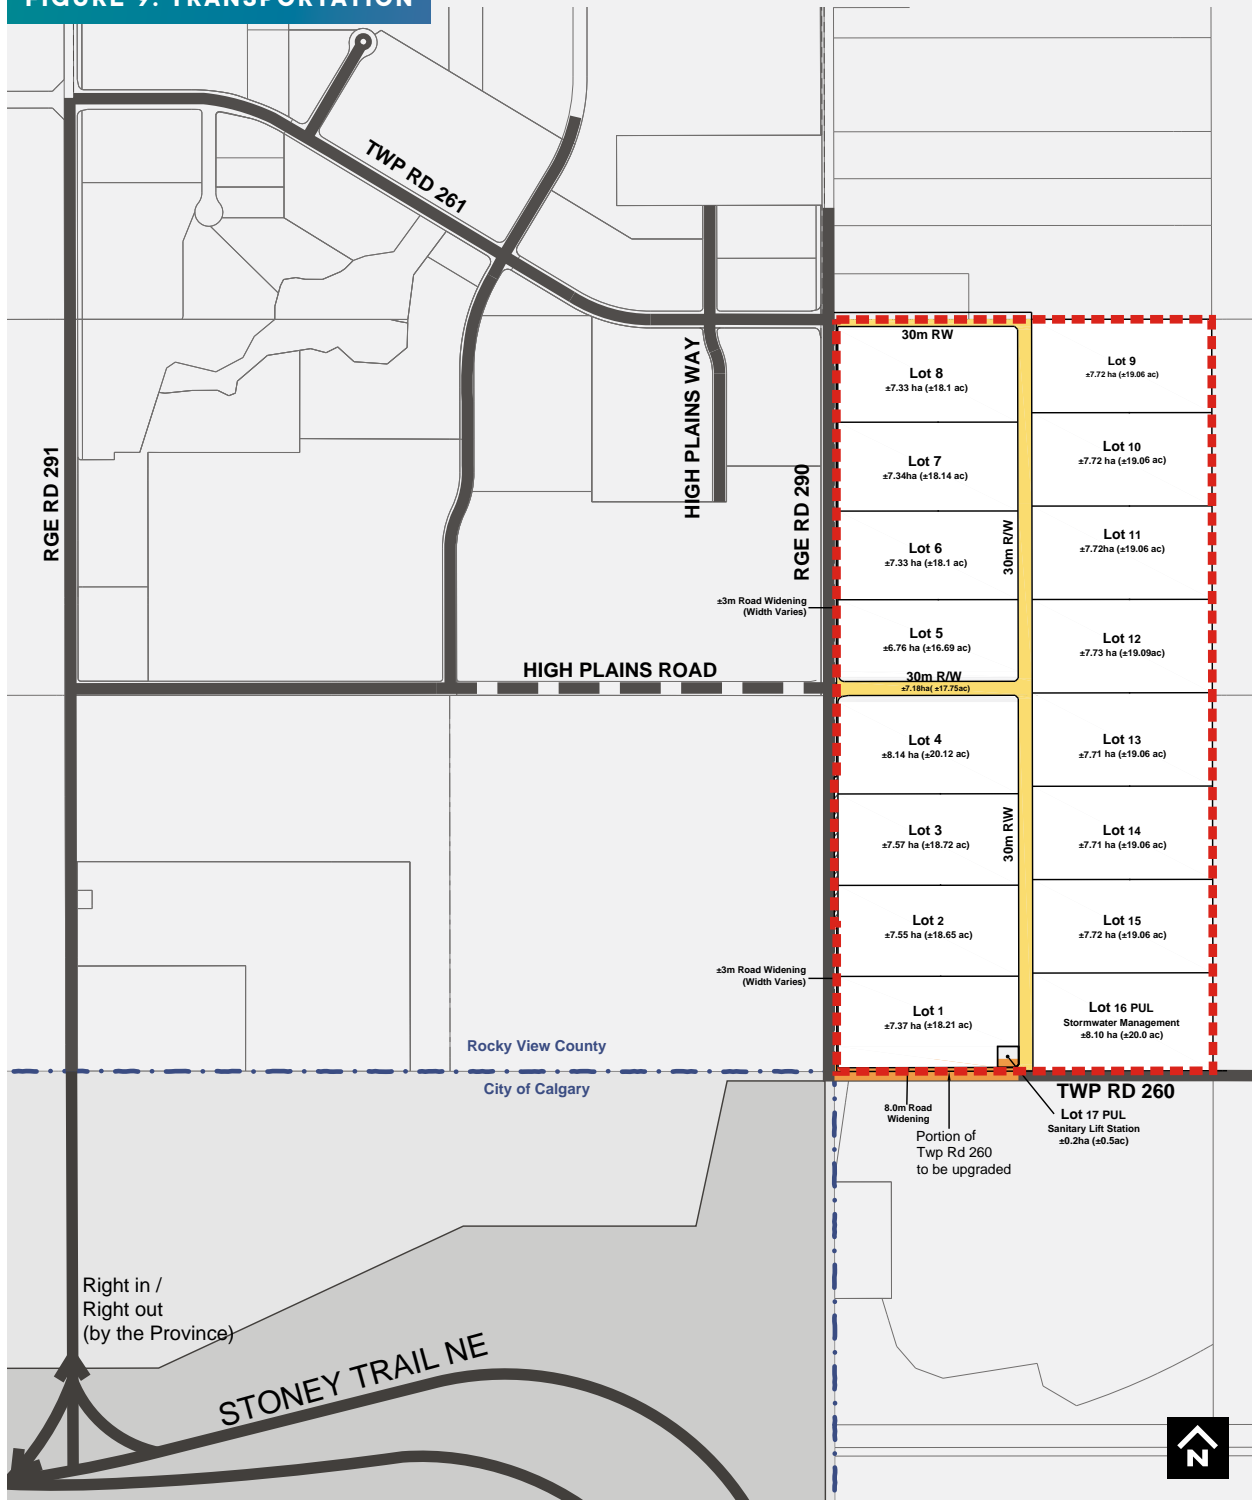 FIGURE 9: TRANSPORTATION
TWP RD 261
30m RW
Lot 8
±7.33 ha (±18.1 ac)
Lot 9
±7.72 ha (±19.06 ac)
HIGH PLAINS WAY
RGE RD 291
RGE RD 290
Lot 7
±7.34ha (±18.14 ac)
Lot 10
±7.72 ha (±19.06 ac)
30m R/W
Lot 6
±7.33 ha (±18.1 ac)
Lot 11
±7.72ha (±19.06 ac)
±3m Road Widening
(Width Varies)
Lot 5
±6.76 ha (±16.69 ac)
Lot 12
±7.73 ha (±19.09ac)
HIGH PLAINS ROAD
30m R/W
±7.18ha( ±17.75ac)
Lot 4
±8.14 ha (±20.12 ac)
Lot 13
±7.71 ha (±19.06 ac)
30m R\W
Lot 3
±7.57 ha (±18.72 ac)
Lot 14
±7.71 ha (±19.06 ac)
Lot 2
±7.55 ha (±18.65 ac)
Lot 15
±7.72 ha (±19.06 ac)
±3m Road Widening
(Width Varies)
Lot 1
±7.37 ha (±18.21 ac)
Lot 16 PUL
Stormwater Management
±8.10 ha (±20.0 ac)
Rocky View County
City of Calgary
TWP RD 260
8.0m Road
Widening
Portion of
Twp Rd 260
to be upgraded
Lot 17 PUL
Sanitary Lift Station
±0.2ha (±0.5ac)
Right in /
Right out
(by the Province)
STONEY TRAIL NE
N